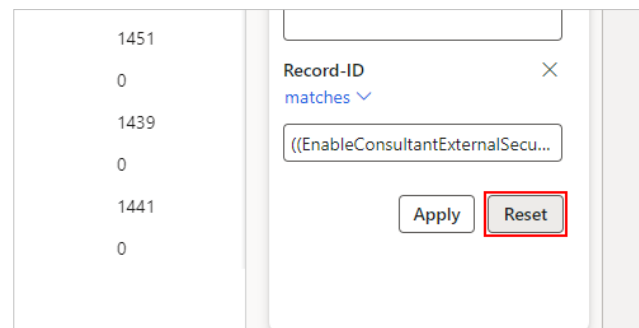 1451
0
1439
0
1441
0
Record-ID
matches
((EnableConsultantExternalSecu...
Apply
Reset